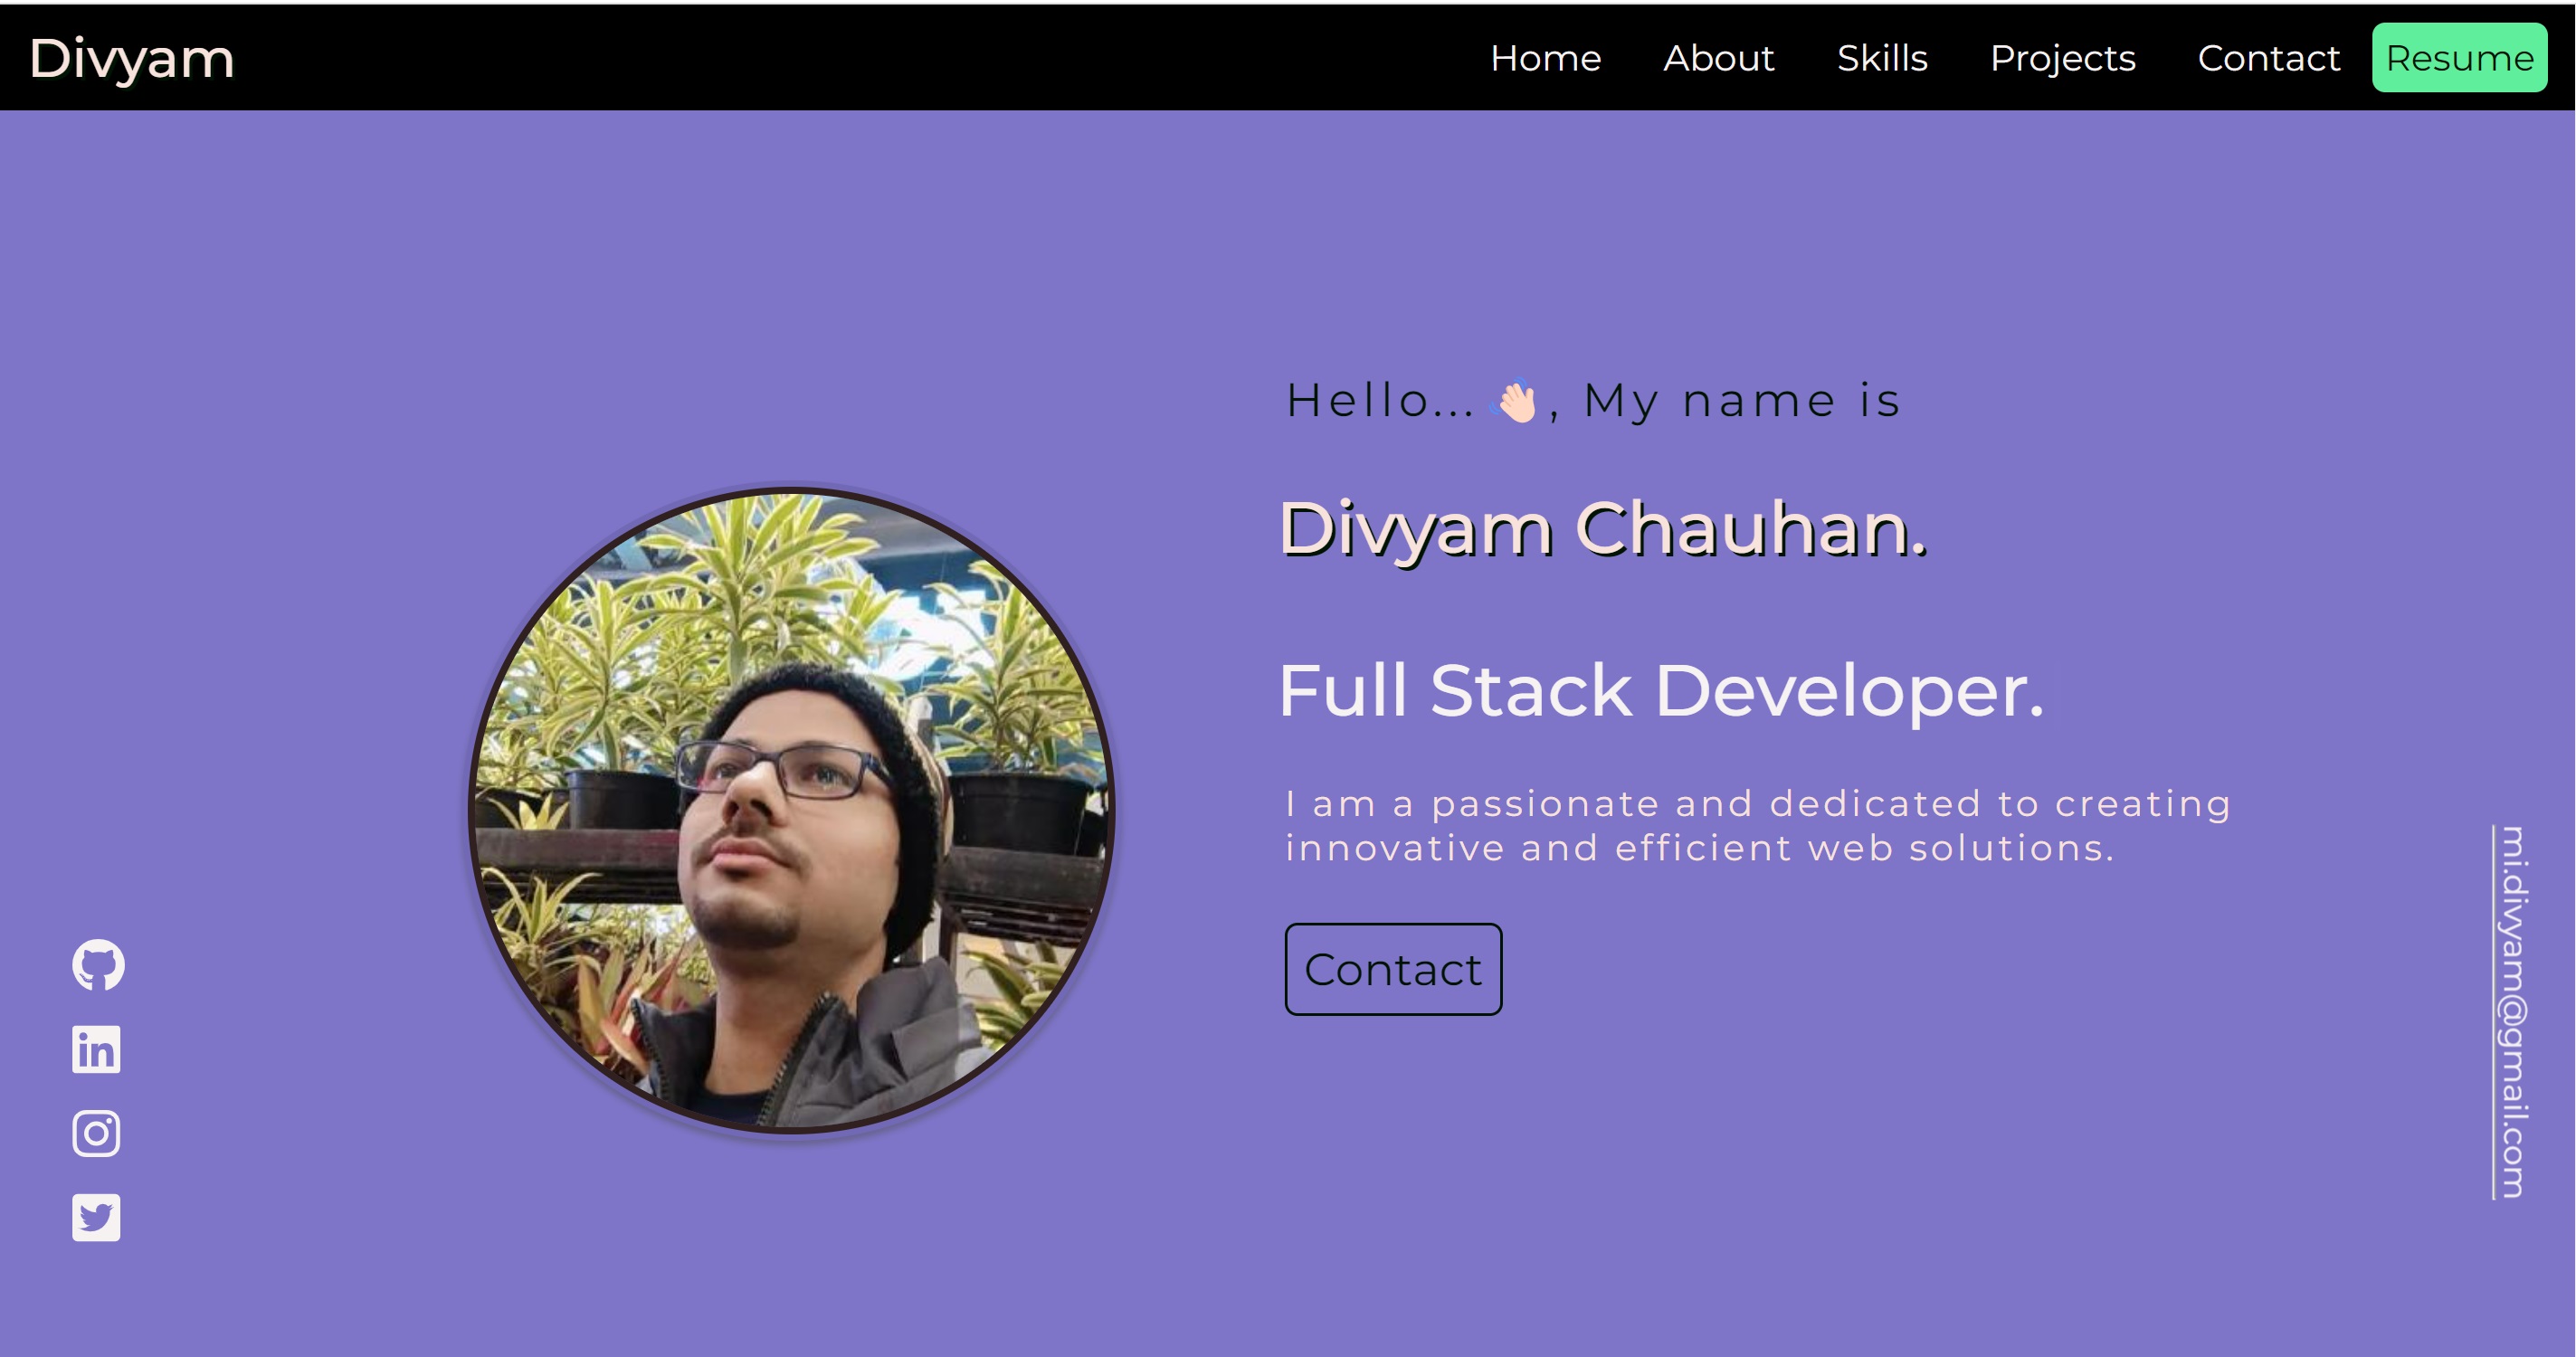 Divyam
Home About Skills Projects Contact Resume
Hello... 👋🏻, My name is
Divyam Chauhan.
Full Stack Developer.
I am a passionate and dedicated to creating
innovative and efficient web solutions.
Contact
in
mi.divyam@gmail.com